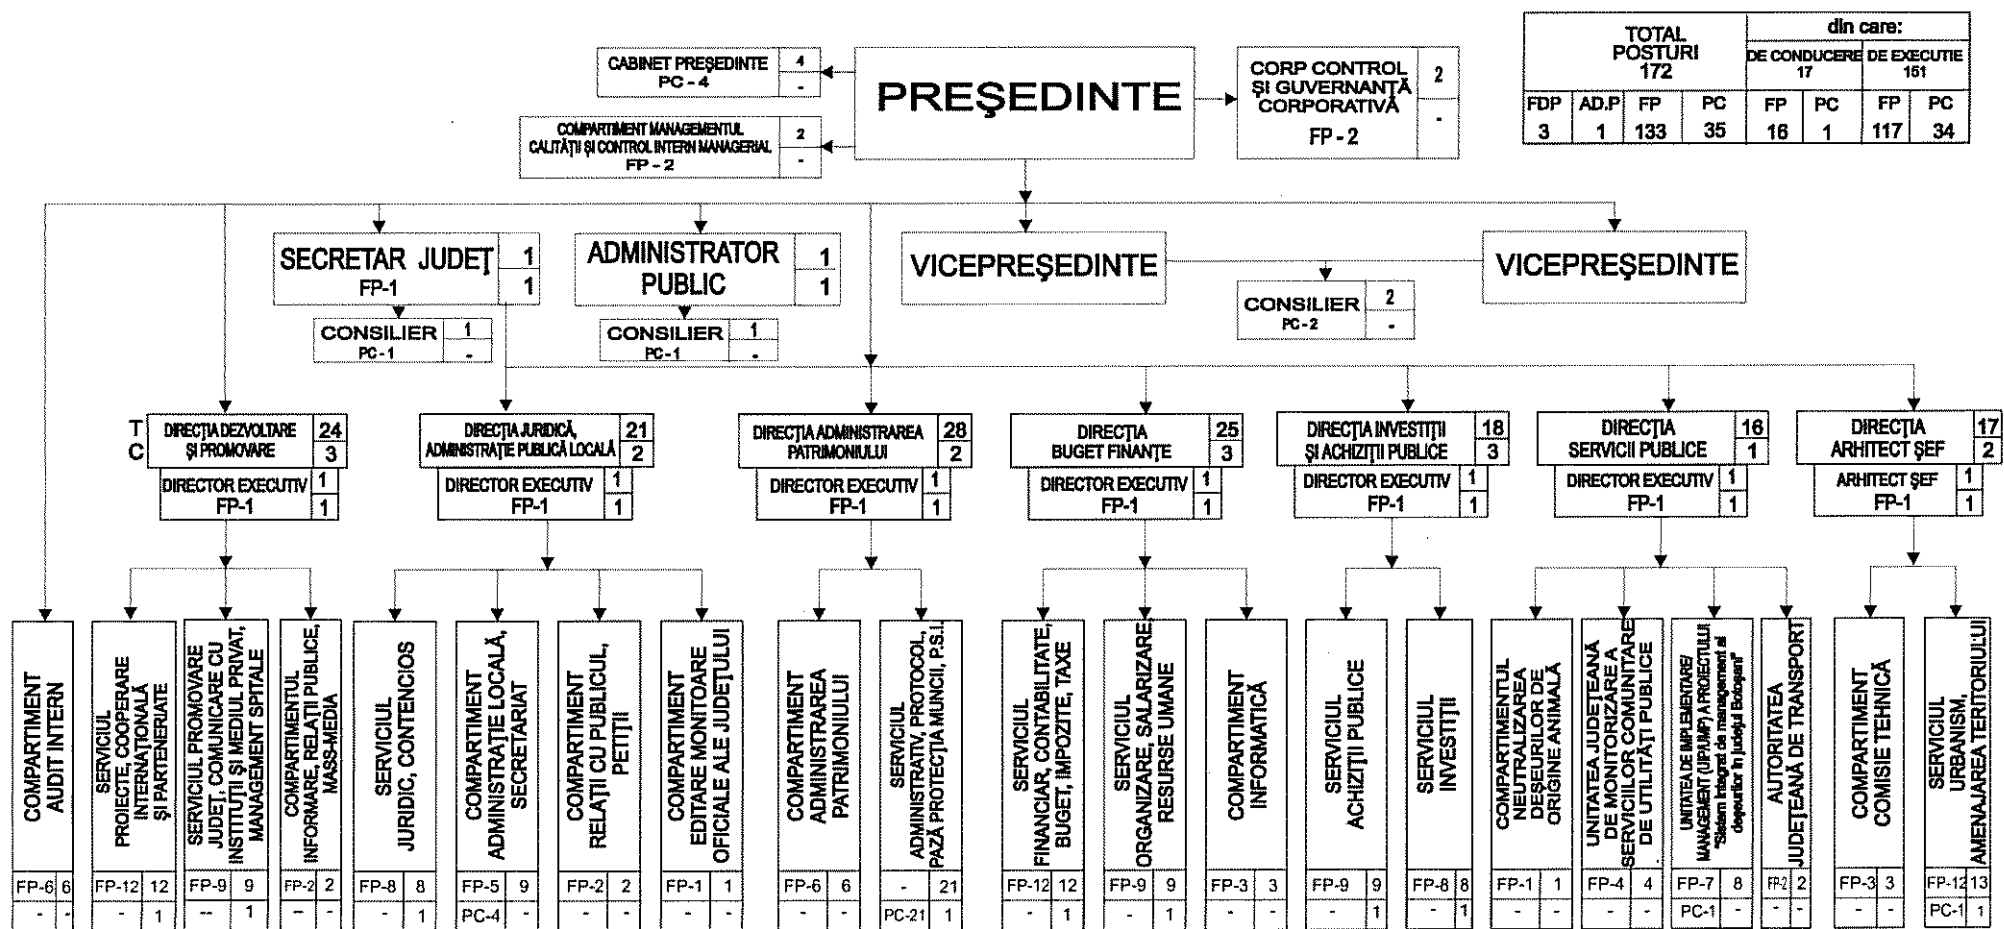 CABINET PREŞEDINTE
PC - 4
4
-
COMPARTIMENT MANAGEMENTUL
CALITĂŢII ŞI CONTROL INTERN MANAGERIAL
FP - 2
2
-
PREŞEDINTE
CORP CONTROL
ŞI GUVERNANŢĂ
CORPORATIVĂ
FP - 2
2
-
TOTAL
POSTURI
172
din care:
DE CONDUCERE
17
DE EXECUTIE
151
FDP AD.P FP PC FP PC FP PC
3 1 133 35 16 1 117 34
SECRETAR JUDEŢ
FP-1
1
1
ADMINISTRATOR
PUBLIC
1
1
VICEPREŞEDINTE
VICEPREŞEDINTE
CONSILIER
PC-1
1
-
CONSILIER
PC-1
1
-
CONSILIER
PC-2
2
-
T
C
DIRECŢIA DEZVOLTARE
ŞI PROMOVARE
24
3
DIRECTOR EXECUTIV
FP-1
1
1
DIRECŢIA JURIDICĂ,
ADMINISTRAŢIE PUBLICĂ LOCALĂ
21
2
DIRECTOR EXECUTIV
FP-1
1
1
DIRECŢIA ADMINISTRAREA
PATRIMONIULUI
28
2
DIRECTOR EXECUTIV
FP-1
1
1
DIRECŢIA
BUGET FINANŢE
25
3
DIRECTOR EXECUTIV
FP-1
1
1
DIRECŢIA INVESTIŢII
ŞI ACHIZIŢII PUBLICE
18
3
DIRECTOR EXECUTIV
FP-1
1
1
DIRECŢIA
SERVICII PUBLICE
16
1
DIRECTOR EXECUTIV
FP-1
1
1
DIRECŢIA
ARHITECT ŞEF
17
2
ARHITECT ŞEF
FP-1
1
1
COMPARTIMENT
AUDIT INTERN
FP-6 6
- -
SERVICIUL
PROIECTE, COOPERARE
INTERNAŢIONALĂ
ŞI PARTENERIATE
FP-12 12
- 1
SERVICIUL PROMOVARE
JUDEŢ, COMUNICARE CU
INSTITUŢII ŞI MEDIUL PRIVAT,
MANAGEMENT SPITALE
FP-9 9
-- 1
COMPARTIMENTUL
INFORMARE, RELAŢII PUBLICE,
MASS-MEDIA
FP-2 2
- -
SERVICIUL
JURIDIC, CONTENCIOS
FP-8 8
- 1
COMPARTIMENT
ADMINISTRAŢIE LOCALĂ,
SECRETARIAT
FP-5 9
PC-4 -
COMPARTIMENT
RELAŢII CU PUBLICUL,
PETIŢII
FP-2 2
- -
COMPARTIMENT
EDITARE MONITOARE
OFICIALE ALE JUDEŢULUI
FP-1 1
- -
COMPARTIMENT
ADMINISTRAREA
PATRIMONIULUI
FP-6 6
- -
SERVICIUL
ADMINISTRATIV, PROTOCOL,
PAZĂ PROTECŢIA MUNCII, P.S.I.
- 21
PC-21 1
SERVICIUL
FINANCIAR, CONTABILITATE,
BUGET, IMPOZITE, TAXE
FP-12 12
- 1
SERVICIUL
ORGANIZARE, SALARIZARE,
RESURSE UMANE
FP-9 9
- 1
COMPARTIMENT
INFORMATICĂ
FP-3 3
- -
SERVICIUL
ACHIZIŢII PUBLICE
FP-9 9
- 1
SERVICIUL
INVESTIŢII
FP-8 8
- 1
COMPARTIMENTUL
NEUTRALIZAREA
DEŞEURILOR DE
ORIGINE ANIMALĂ
FP-1 1
- -
UNITATEA JUDEŢEANĂ
DE MONITORIZARE A
SERVICIILOR COMUNITARE
DE UTILITĂŢI PUBLICE
FP-4 4
- -
UNITATEA DE IMPLEMENTARE/
MANAGEMENT (UIP/UMP) A PROIECTULUI
"Sistem integrat de management al
deşeurilor în judeţul Botoşani"
FP-7 8
PC-1 -
AUTORITATEA
JUDEŢEANĂ DE TRANSPORT
FP-2 2
- -
COMPARTIMENT
COMISIE TEHNICĂ
FP-3 3
- -
SERVICIUL
URBANISM,
AMENAJAREA TERITORIULUI
FP-12 13
PC-1 1